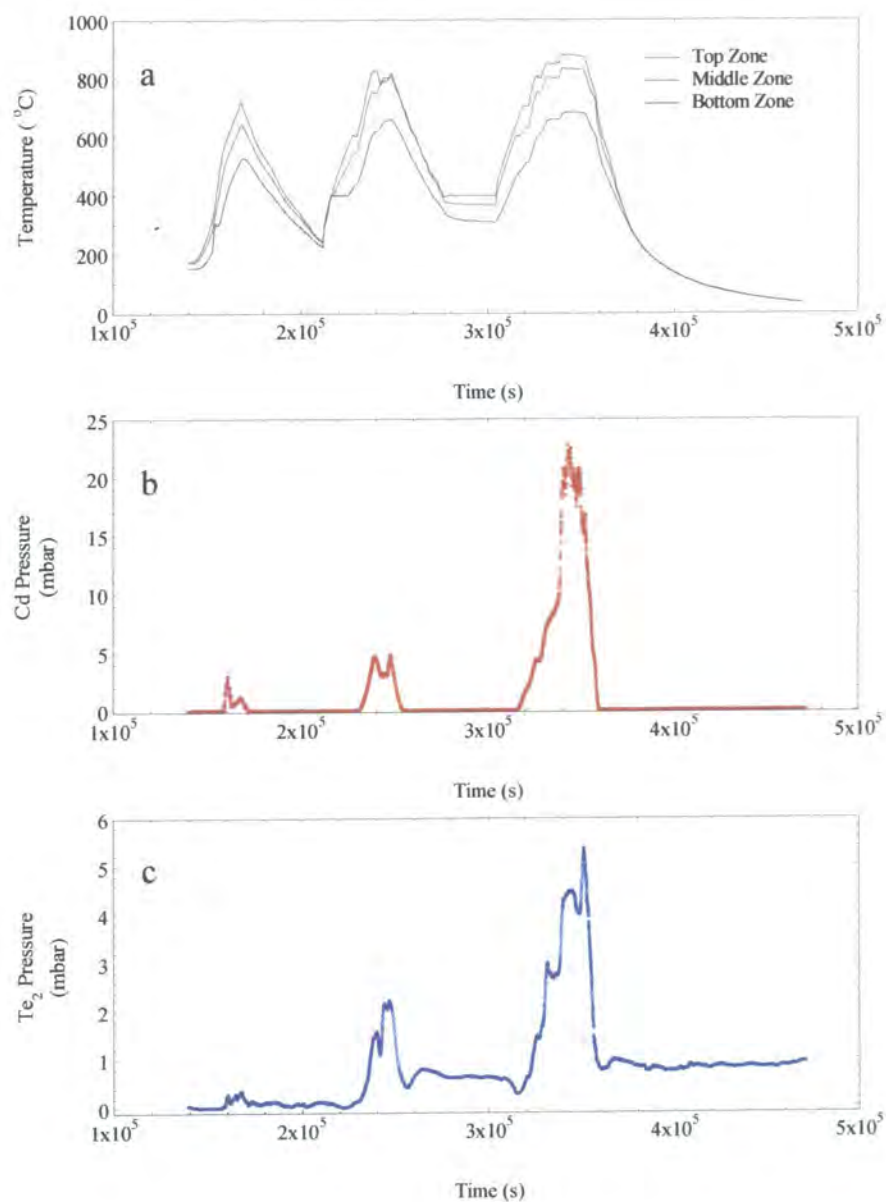 1000
a
Top Zone
Middle Zone
Bottom Zone
800
600
400
200
0
Temperature ( °C)
1x10⁵
2x10⁵
3x10⁵
4x10⁵
5x10⁵
Time (s)
25
b
20
15
10
5
0
Cd Pressure
(mbar)
1x10⁵
2x10⁵
3x10⁵
4x10⁵
5x10⁵
Time (s)
6
c
5
4
3
2
1
0
Te₂ Pressure
(mbar)
1x10⁵
2x10⁵
3x10⁵
4x10⁵
5x10⁵
Time (s)